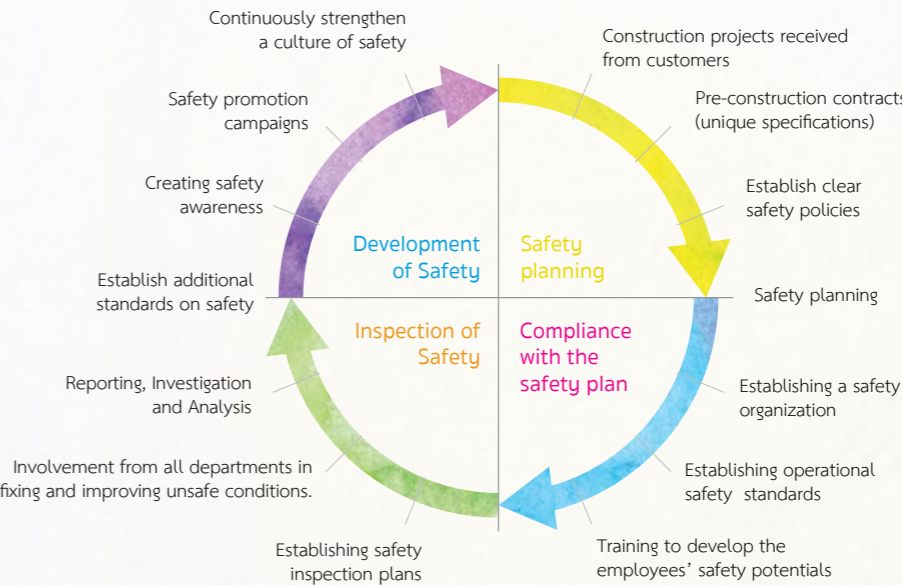 Continuously strengthen
a culture of safety
Construction projects received
from customers
Safety promotion
campaigns
Pre-construction contracts
(unique specifications)
Creating safety
awareness
Establish clear
safety policies
Development
of Safety
Safety
planning
Establish additional
standards on safety
Safety planning
Inspection of
Safety
Compliance
with the
safety plan
Reporting, Investigation
and Analysis
Establishing a safety
organization
Involvement from all departments in
fixing and improving unsafe conditions.
Establishing operational
safety standards
Establishing safety
inspection plans
Training to develop the
employees' safety potentials